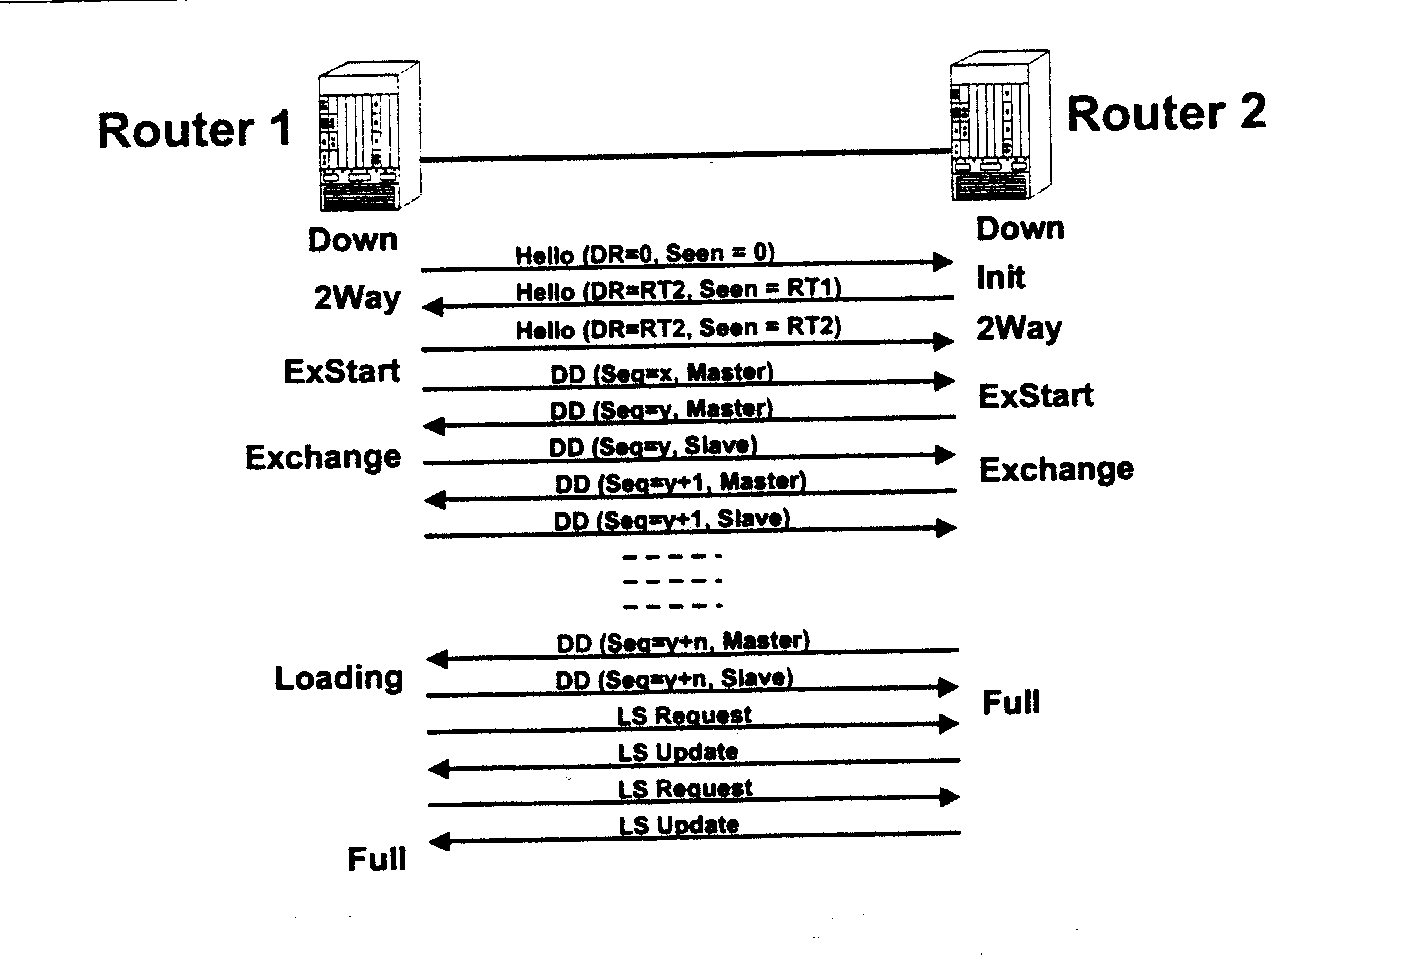 Router 1
Router 2
Down
Down
Hello (DR=0, Seen = 0)
Init
2Way
Hello (DR=RT2, Seen = RT1)
Hello (DR=RT2, Seen = RT2)
2Way
ExStart
DD (Seq=x, Master)
ExStart
DD (Seq=y, Master)
Exchange
DD (Seq=y, Slave)
Exchange
DD (Seq=y+1, Master)
DD (Seq=y+1, Slave)
DD (Seq=y+n, Master)
Loading
DD (Seq=y+n, Slave)
Full
LS Request
LS Update
LS Request
LS Update
Full